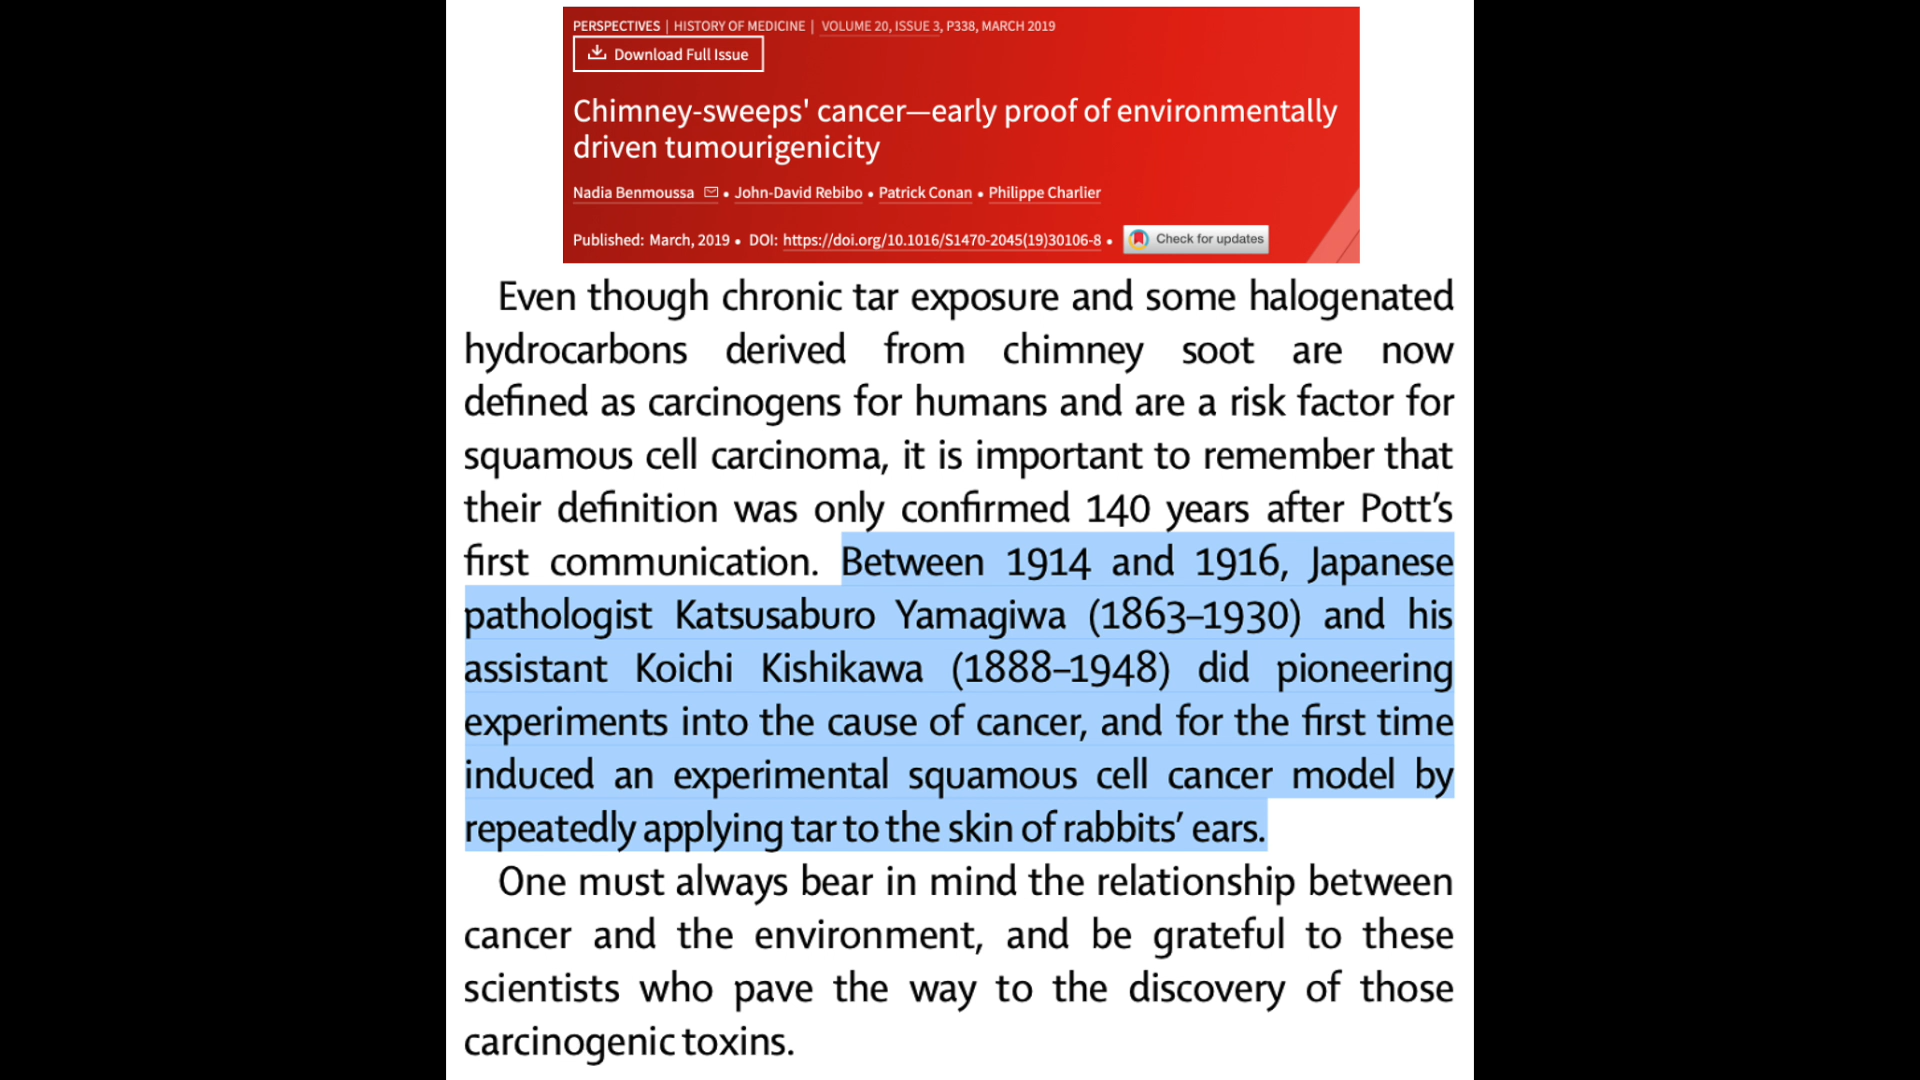 PERSPECTIVES | HISTORY OF MEDICINE | VOLUME 20, ISSUE 3, P338, MARCH 2019
Download Full Issue
Chimney-sweeps' cancer—early proof of environmentally
driven tumourigenicity
Nadia Benmoussa • John-David Rebibo • Patrick Conan • Philippe Charlier
Published: March, 2019 • DOI: https://doi.org/10.1016/S1470-2045(19)30106-8 • Check for updates
Even though chronic tar exposure and some halogenated
hydrocarbons derived from chimney soot are now
defined as carcinogens for humans and are a risk factor for
squamous cell carcinoma, it is important to remember that
their definition was only confirmed 140 years after Pott’s
first communication. Between 1914 and 1916, Japanese
pathologist Katsusaburo Yamagiwa (1863–1930) and his
assistant Koichi Kishikawa (1888–1948) did pioneering
experiments into the cause of cancer, and for the first time
induced an experimental squamous cell cancer model by
repeatedly applying tar to the skin of rabbits’ ears.
One must always bear in mind the relationship between
cancer and the environment, and be grateful to these
scientists who pave the way to the discovery of those
carcinogenic toxins.